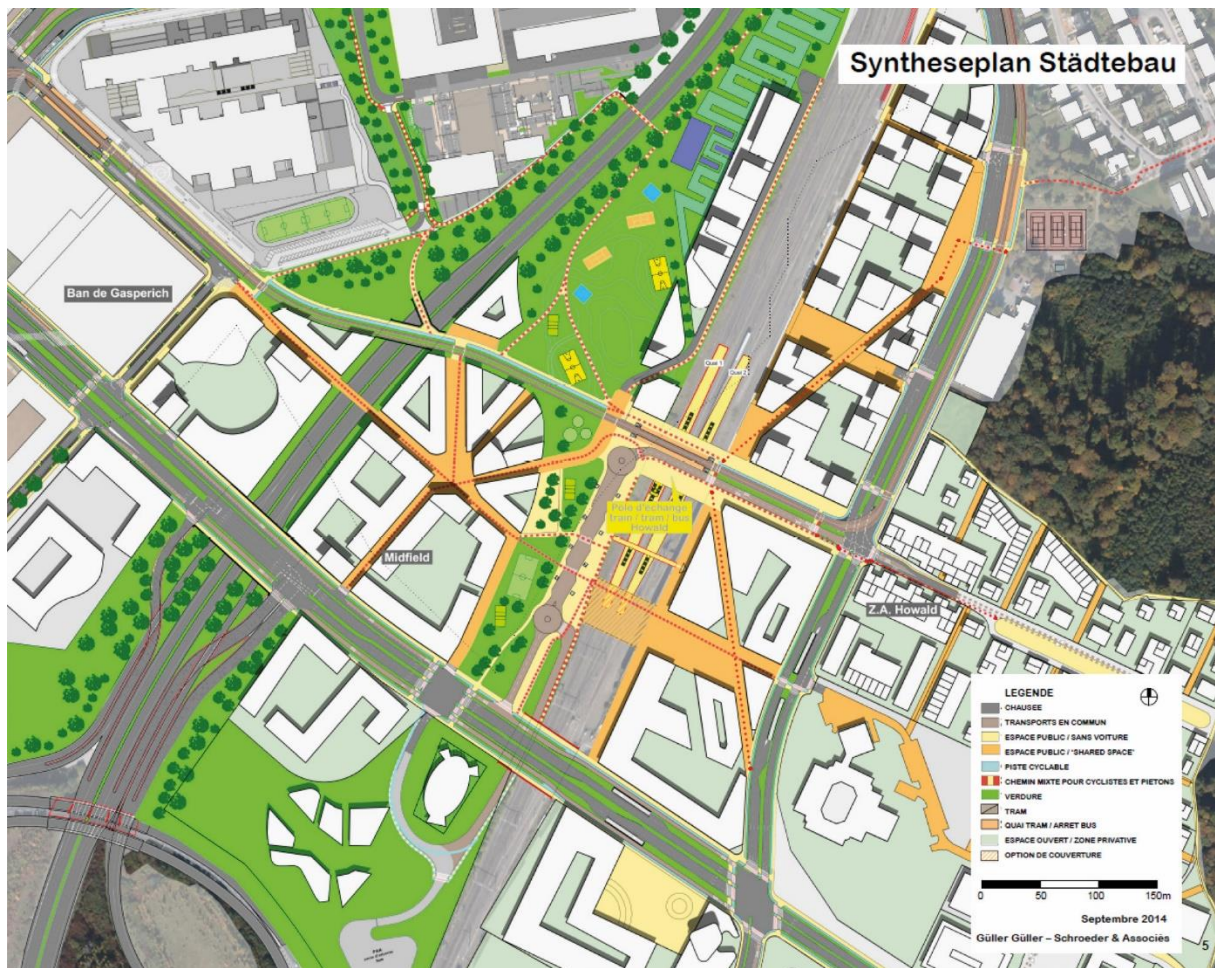 Syntheseplan Städtebau
Ban de Gasperich
Quai 1
Quai 2
Pôle d'échange
train / tram / bus
Howald
Midfield
Z.A. Howald
LEGENDE
CHAUSEE
TRANSPORTS EN COMMUN
ESPACE PUBLIC / SANS VOITURE
ESPACE PUBLIC / "SHARED SPACE"
PISTE CYCLABLE
CHEMIN MIXTE POUR CYCLISTES ET PIETONS
VERDURE
TRAM
QUAI TRAM / ARRET BUS
ESPACE OUVERT / ZONE PRIVATIVE
OPTION DE COUVERTURE
0 50 100 150m
Septembre 2014
Güller Güller – Schroeder & Associés
5